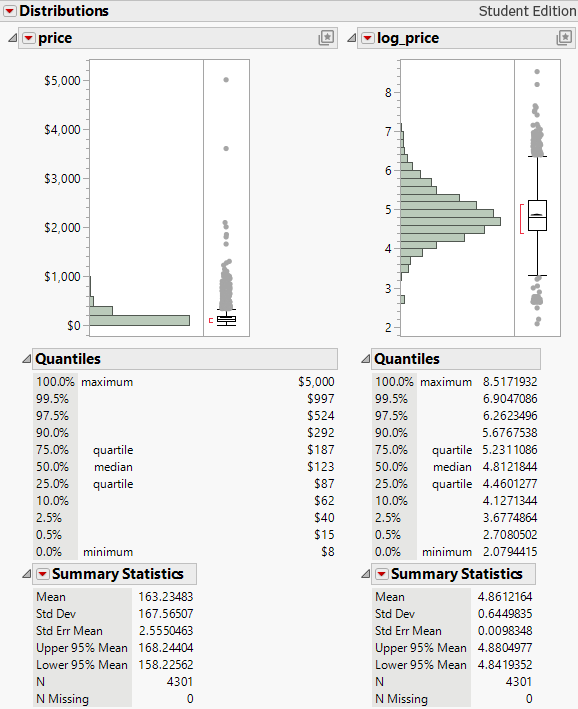 Distributions Student Edition
price
$5,000
$4,000
$3,000
$2,000
$1,000
$0
Quantiles
100.0% maximum $5,000
99.5% $997
97.5% $524
90.0% $292
75.0% quartile $187
50.0% median $123
25.0% quartile $87
10.0% $62
2.5% $40
0.5% $15
0.0% minimum $8
Summary Statistics
Mean 163.23483
Std Dev 167.56507
Std Err Mean 2.5550463
Upper 95% Mean 168.24404
Lower 95% Mean 158.22562
N 4301
N Missing 0
log_price
8
7
6
5
4
3
2
Quantiles
100.0% maximum 8.5171932
99.5% 6.9047086
97.5% 6.2623496
90.0% 5.6767538
75.0% quartile 5.2311086
50.0% median 4.8121844
25.0% quartile 4.4601277
10.0% 4.1271344
2.5% 3.6774864
0.5% 2.7080502
0.0% minimum 2.0794415
Summary Statistics
Mean 4.8612164
Std Dev 0.6449835
Std Err Mean 0.0098348
Upper 95% Mean 4.8804977
Lower 95% Mean 4.8419352
N 4301
N Missing 0